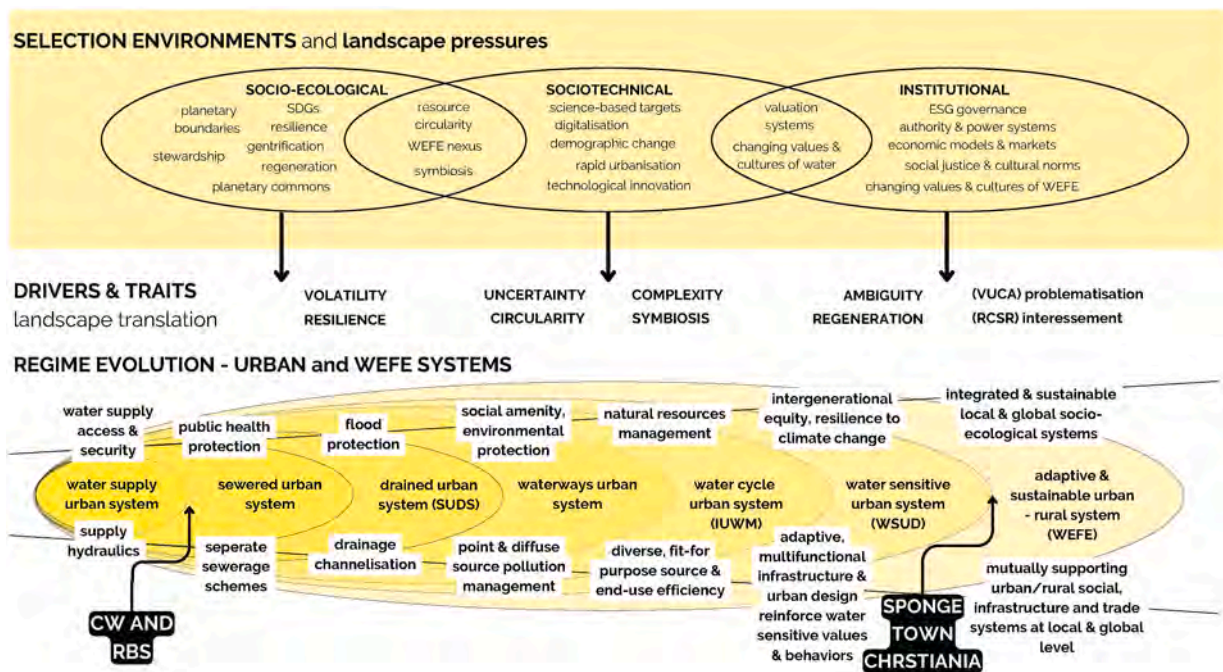 SELECTION ENVIRONMENTS and landscape pressures
SOCIO-ECOLOGICAL
planetary
boundaries
SDGs
resilience
stewardship
gentrification
regeneration
planetary commons
resource
circularity
WEFE nexus
symbiosis
SOCIOTECHNICAL
science-based targets
digitalisation
demographic change
rapid urbanisation
technological innovation
valuation
systems
changing values &
cultures of water
INSTITUTIONAL
ESG governance
authority & power systems
economic models & markets
social justice & cultural norms
changing values & cultures of WEFE
DRIVERS & TRAITS
landscape translation
VOLATILITY
RESILIENCE
UNCERTAINTY
CIRCULARITY
COMPLEXITY
SYMBIOSIS
AMBIGUITY
REGENERATION
(VUCA) problematisation
(RCSR) interessement
REGIME EVOLUTION - URBAN and WEFE SYSTEMS
water supply
access &
security
public health
protection
flood
protection
social amenity,
environmental
protection
natural resources
management
intergenerational
equity, resilience to
climate change
integrated & sustainable
local & global socio-
ecological systems
water supply
urban system
sewered urban
system
drained urban
system (SUDS)
waterways urban
system
water cycle
urban system
(IUWM)
water sensitive
urban system
(WSUD)
adaptive &
sustainable urban
- rural system
(WEFE)
supply
hydraulics
seperate
sewerage
schemes
drainage
channelisation
point & diffuse
source pollution
management
diverse, fit-for
purpose source &
end-use efficiency
adaptive,
multifunctional
infrastructure &
urban design
reinforce water
sensitive values
& behaviors
mutually supporting
urban/rural social,
infrastructure and trade
systems at local & global
level
CW AND
RBS
SPONGE
TOWN
CHRSTIANIA